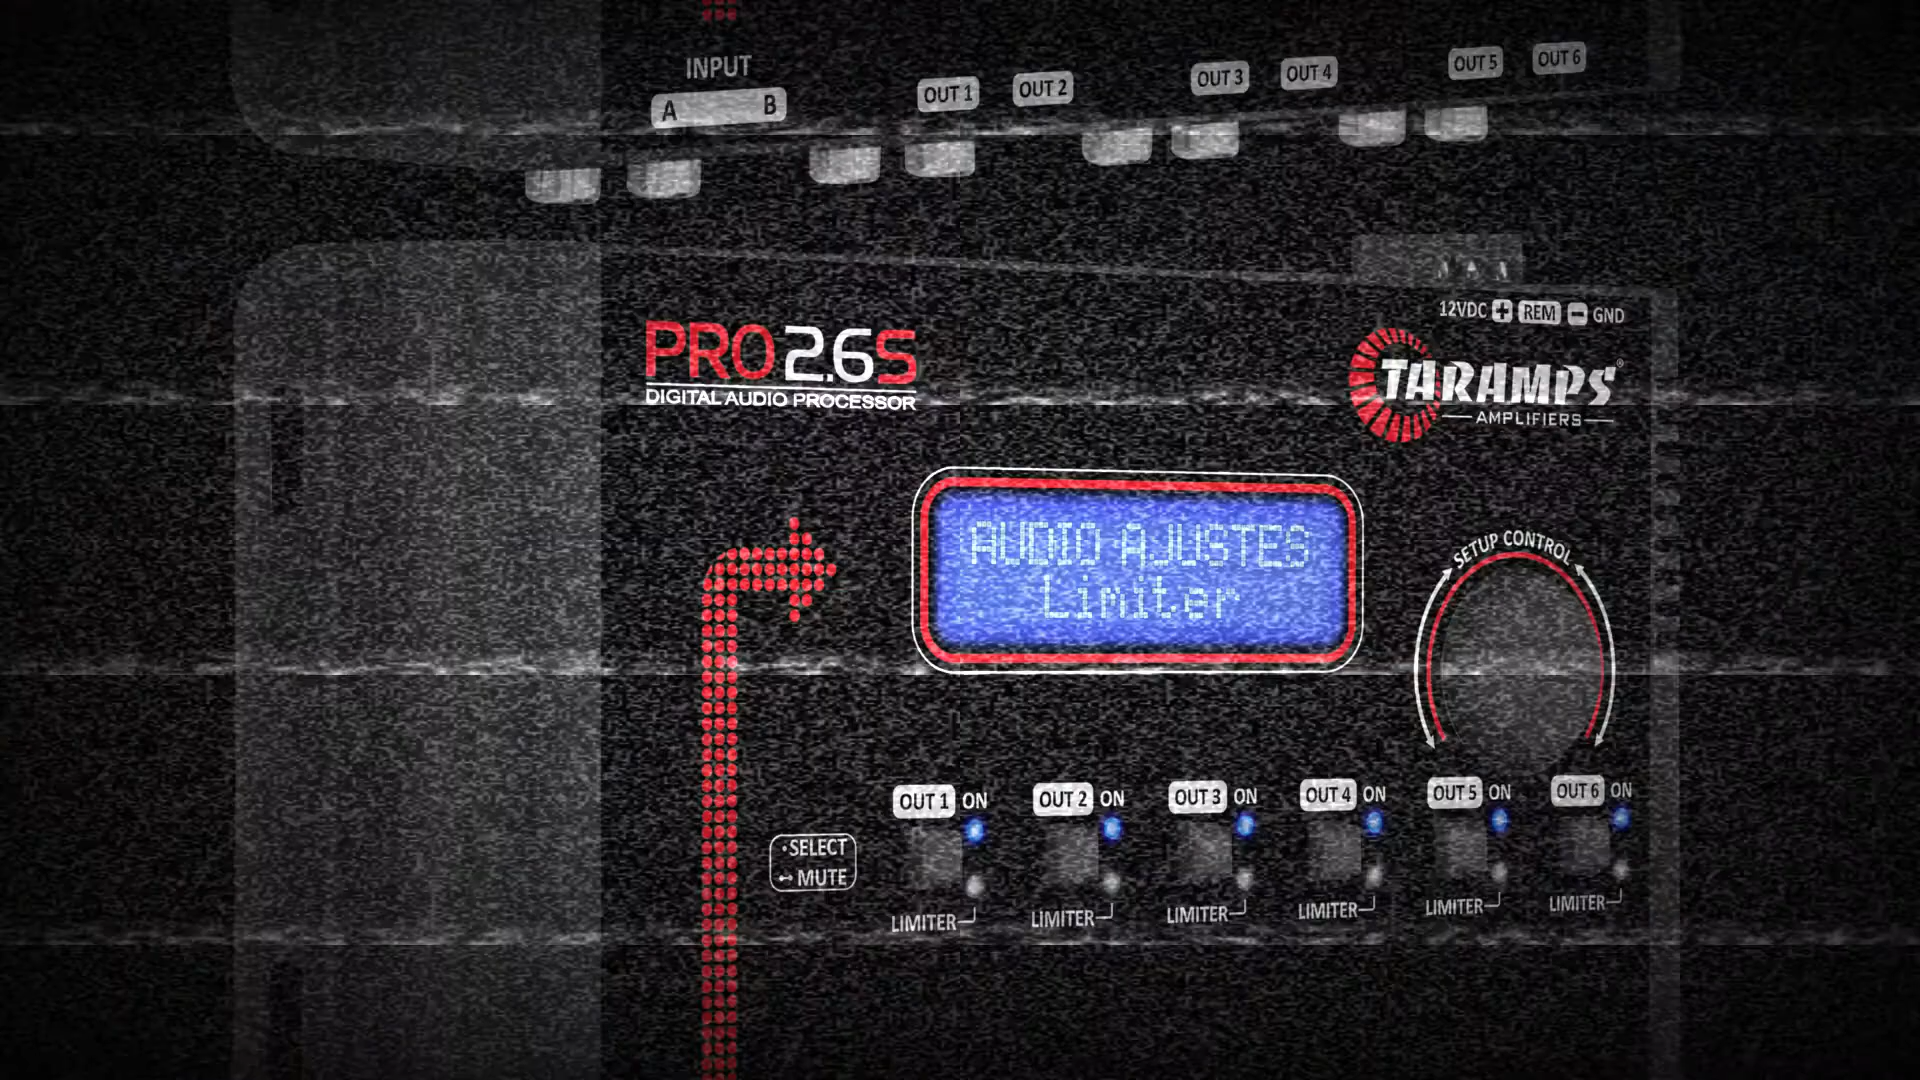 INPUT
A B
OUT 1 OUT 2 OUT 3 OUT 4 OUT 5 OUT 6
12VDC + REM - GND
PRO 2.6S
DIGITAL AUDIO PROCESSOR
TARAMPS®
AMPLIFIERS
AUDIO AJUSTES
Limiter
SETUP CONTROL
OUT 1 ON OUT 2 ON OUT 3 ON OUT 4 ON OUT 5 ON OUT 6 ON
SELECT
MUTE
LIMITER LIMITER LIMITER LIMITER LIMITER LIMITER